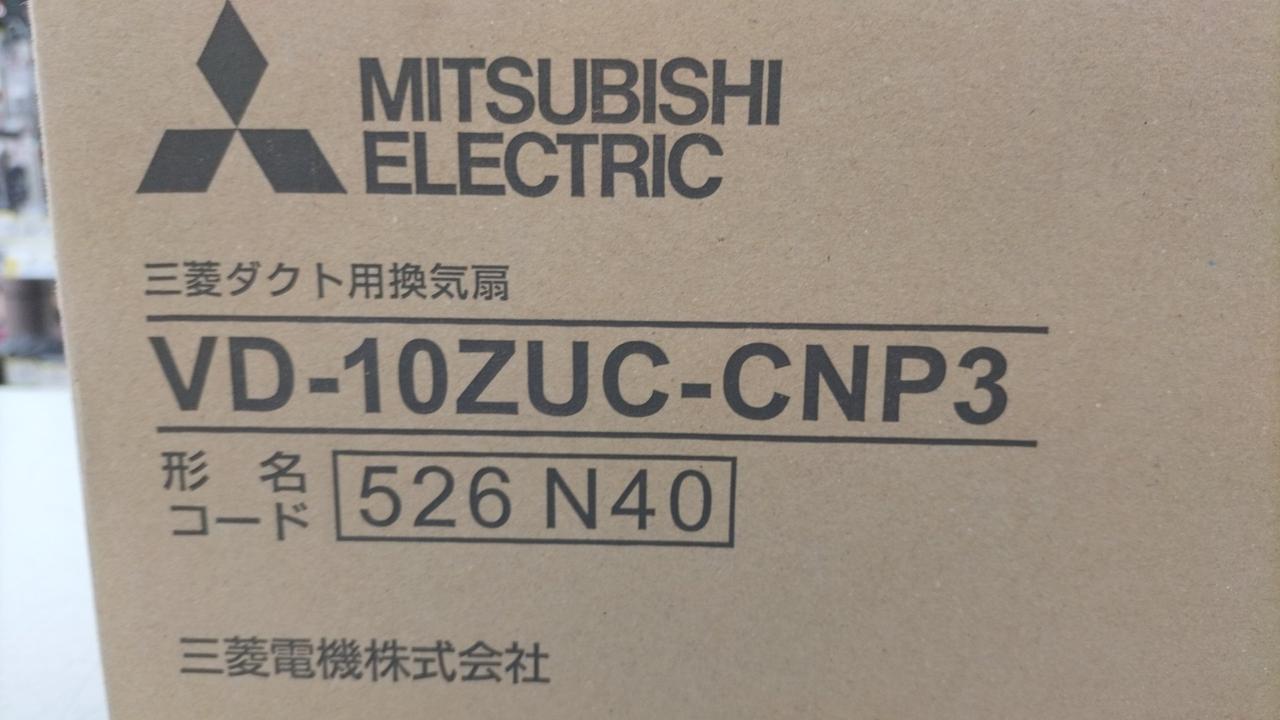 MITSUBISHI
ELECTRIC
三菱ダクト用換気扇
VD-10ZUC-CNP3
形名
コード
526 N40
三菱電機株式会社